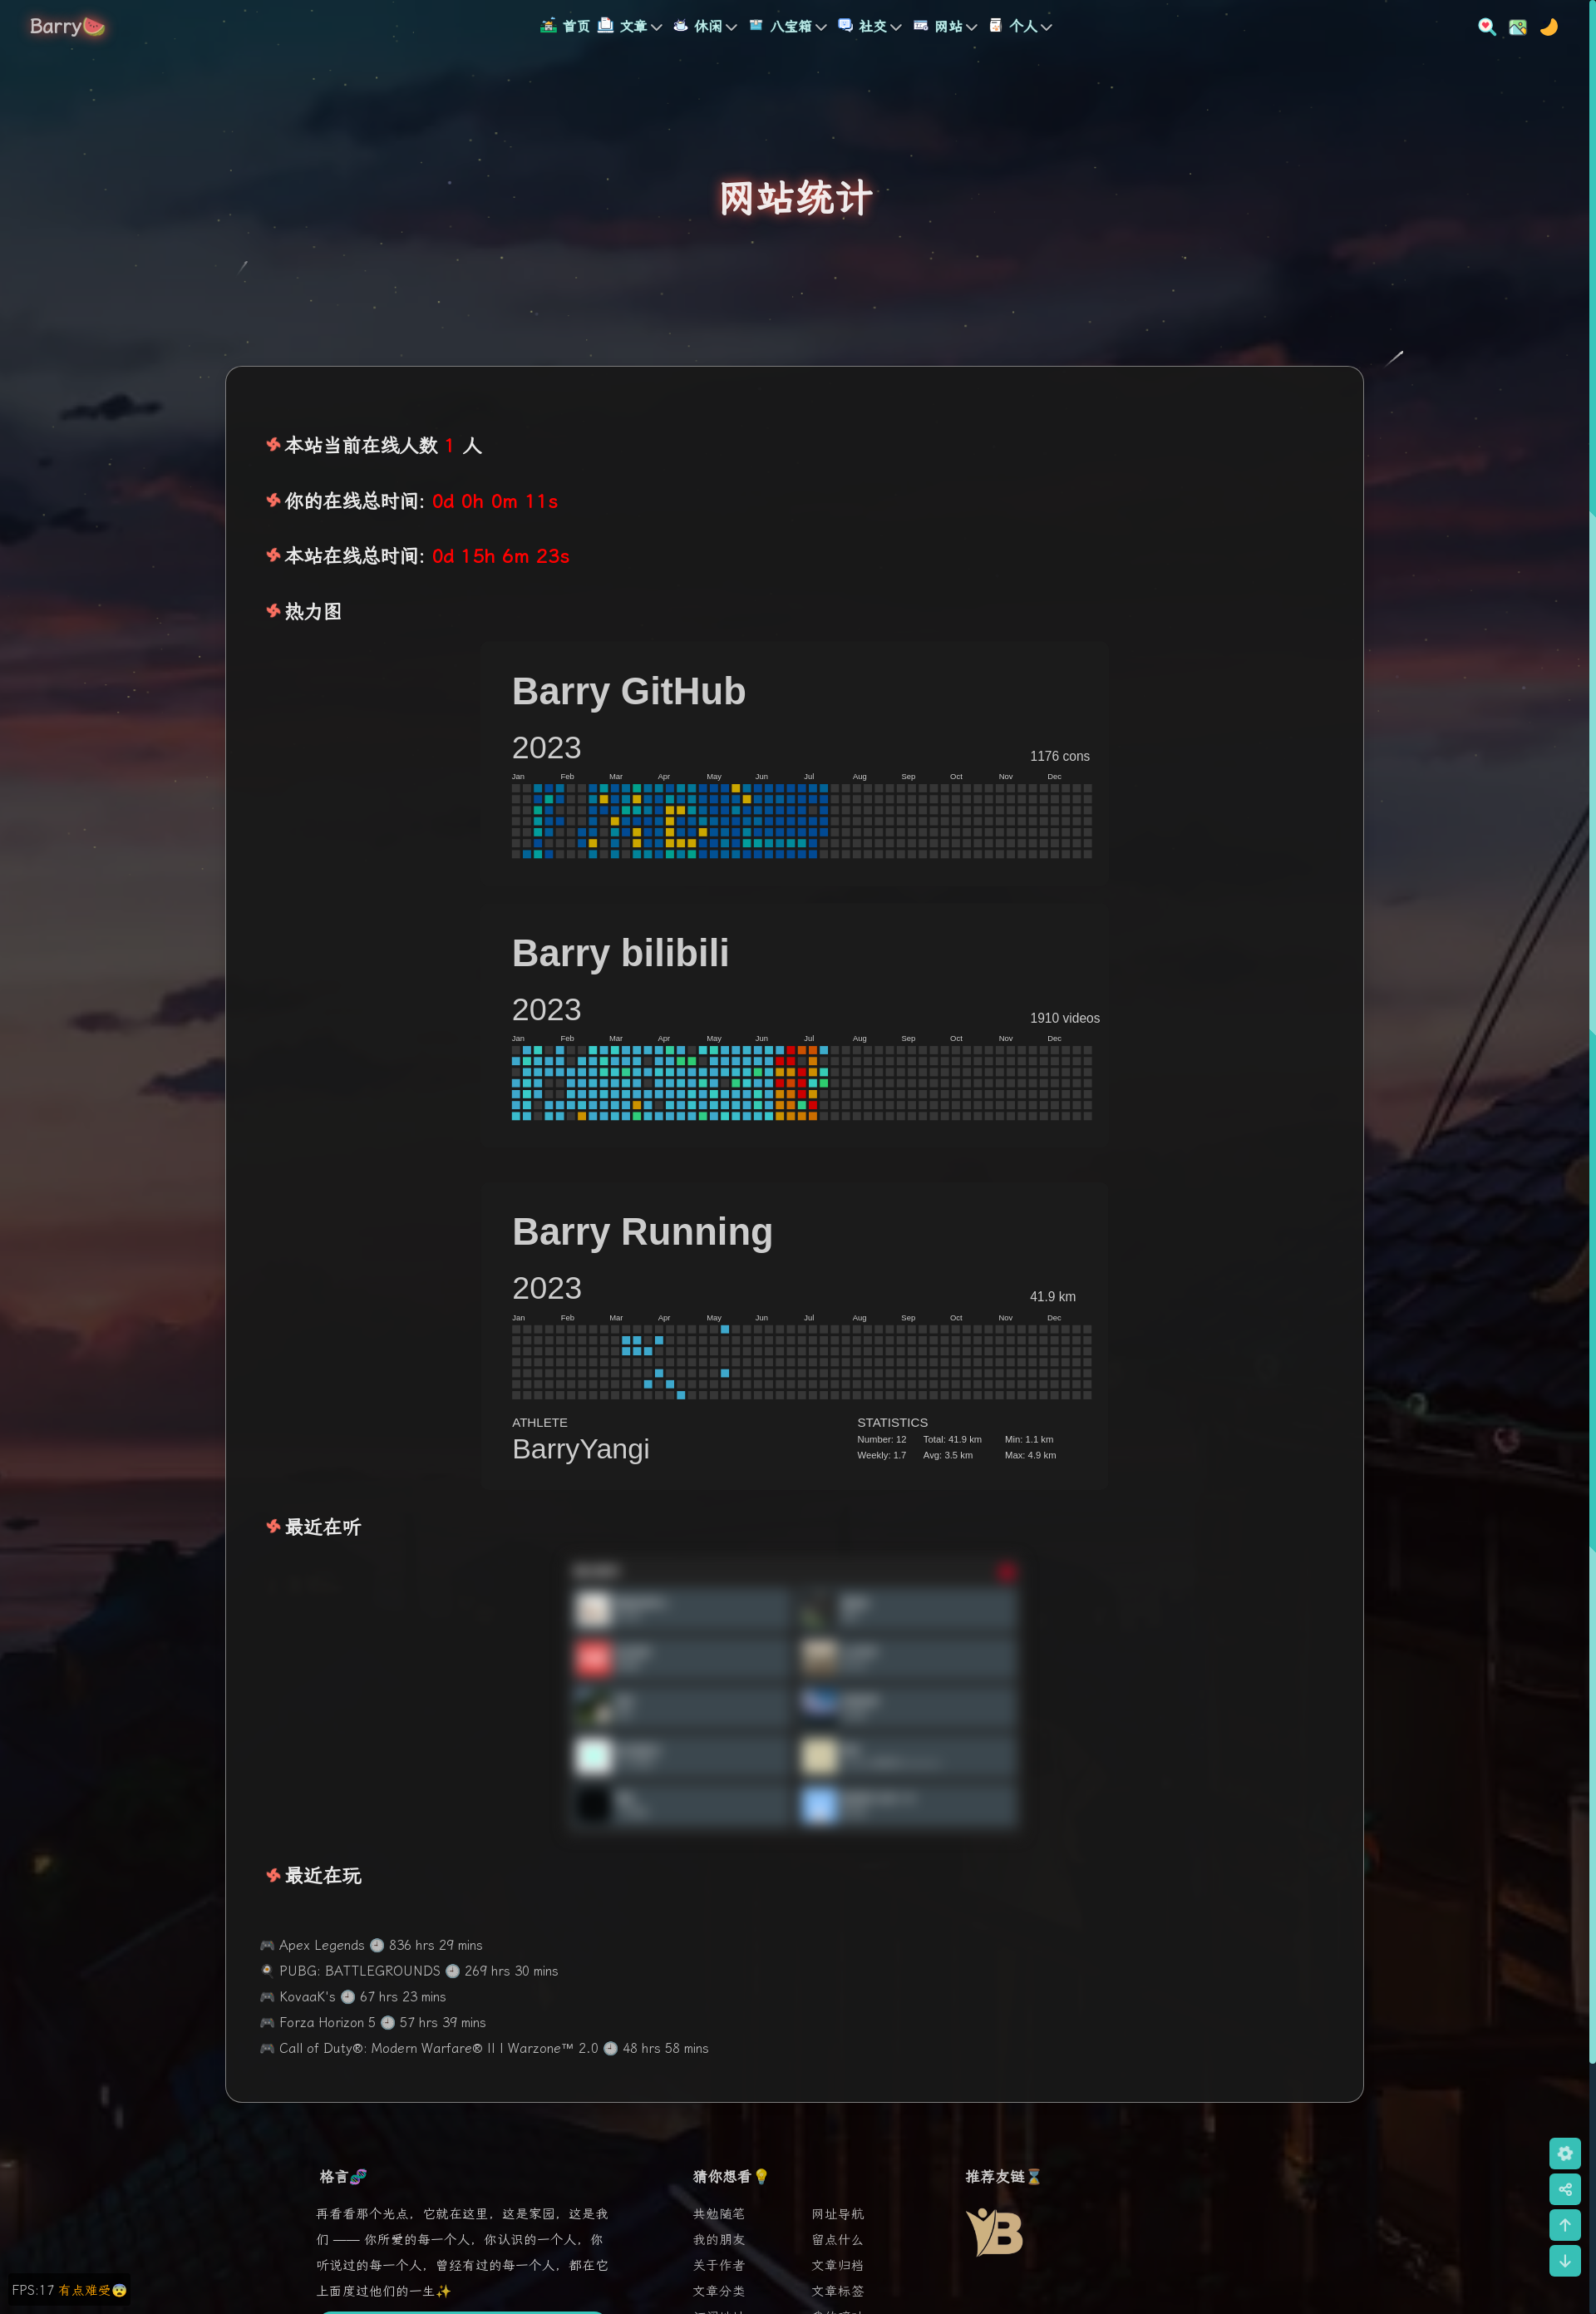 Barry
首页 文章 休闲 八宝箱 社交 网站 个人
网站统计
本站当前在线人数 1 人
你的在线总时间: 0d 0h 0m 11s
本站在线总时间: 0d 15h 6m 23s
热力图
Barry GitHub
2023
1176 cons
Jan Feb Mar Apr May Jun Jul Aug Sep Oct Nov Dec
Barry bilibili
2023
1910 videos
Jan Feb Mar Apr May Jun Jul Aug Sep Oct Nov Dec
Barry Running
2023
41.9 km
Jan Feb Mar Apr May Jun Jul Aug Sep Oct Nov Dec
ATHLETE
BarryYangi
STATISTICS
Number: 12 Total: 41.9 km Min: 1.1 km
Weekly: 1.7 Avg: 3.5 km Max: 4.9 km
最近在听
最近在玩
🎮 Apex Legends 🕘 836 hrs 29 mins
🍳 PUBG: BATTLEGROUNDS 🕘 269 hrs 30 mins
🎮 KovaaK's 🕘 67 hrs 23 mins
🎮 Forza Horizon 5 🕘 57 hrs 39 mins
🎮 Call of Duty®: Modern Warfare® II | Warzone™ 2.0 🕘 48 hrs 58 mins
格言🧬
再看看那个光点，它就在这里，这是家园，这是我
们 —— 你所爱的每一个人，你认识的一个人，你
听说过的每一个人，曾经有过的每一个人，都在它
上面度过他们的一生✨
猜你想看💡
共勉随笔 网址导航
我的朋友 留点什么
关于作者 文章归档
文章分类 文章标签
推荐友链⌛
B
FPS:17 有点难受😨